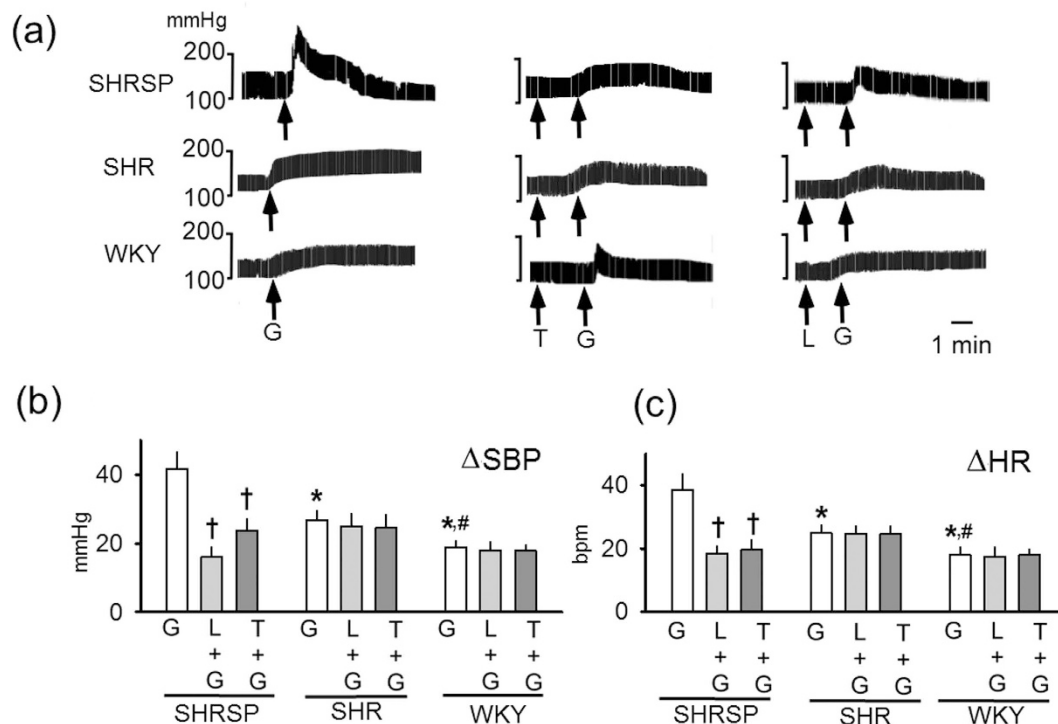 (a)
mmHg
200
SHRSP
100
200
SHR
100
200
WKY
100
G
T G
L G
1 min
(b)
ΔSBP
mmHg
40
20
0
†
†
*
*,#
G L+G T+G G L+G T+G G L+G T+G
SHRSP SHR WKY
(c)
ΔHR
bpm
40
20
0
†
†
*
*,#
G L+G T+G G L+G T+G G L+G T+G
SHRSP SHR WKY